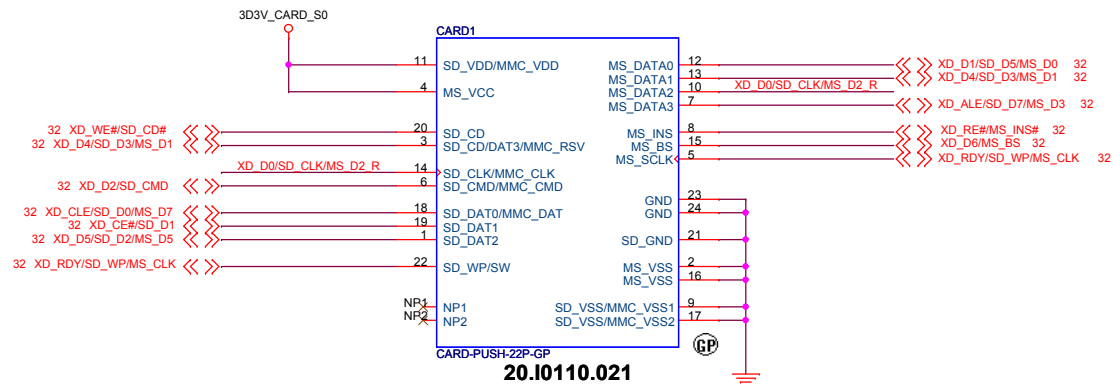 3D3V_CARD_S0
CARD1
11 SD_VDD/MMC_VDD
4 MS_VCC
32 XD_WE#/SD_CD# 20 SD_CD
32 XD_D4/SD_D3/MS_D1 3 SD_CD/DAT3/MMC_RSV
XD_D0/SD_CLK/MS_D2_R 14 SD_CLK/MMC_CLK
32 XD_D2/SD_CMD 6 SD_CMD/MMC_CMD
32 XD_CLE/SD_D0/MS_D7 18 SD_DAT0/MMC_DAT
32 XD_CE#/SD_D1 19 SD_DAT1
32 XD_D5/SD_D2/MS_D5 1 SD_DAT2
32 XD_RDY/SD_WP/MS_CLK 22 SD_WP/SW
NP1 NP1
NP2 NP2
MS_DATA0 12 XD_D1/SD_D5/MS_D0 32
MS_DATA1 13 XD_D4/SD_D3/MS_D1 32
MS_DATA2 10 XD_D0/SD_CLK/MS_D2_R
MS_DATA3 7 XD_ALE/SD_D7/MS_D3 32
MS_INS 8 XD_RE#/MS_INS# 32
MS_BS 15 XD_D6/MS_BS 32
MS_SCLK 5 XD_RDY/SD_WP/MS_CLK 32
GND 23
GND 24
SD_GND 21
MS_VSS 2
MS_VSS 16
SD_VSS/MMC_VSS1 9
SD_VSS/MMC_VSS2 17
GP
CARD-PUSH-22P-GP
20.I0110.021